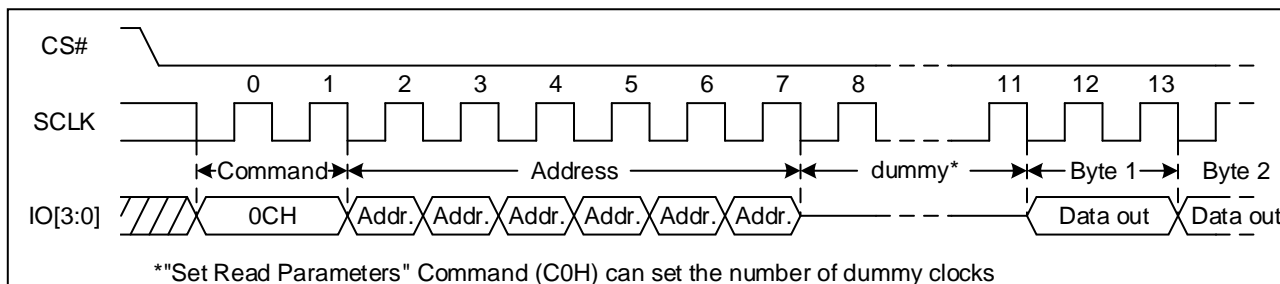 CS#
0 1 2 3 4 5 6 7 8 11 12 13
SCLK
Command Address dummy* Byte 1 Byte 2
IO[3:0] 0CH Addr. Addr. Addr. Addr. Addr. Addr. Data out Data out
*"Set Read Parameters" Command (C0H) can set the number of dummy clocks